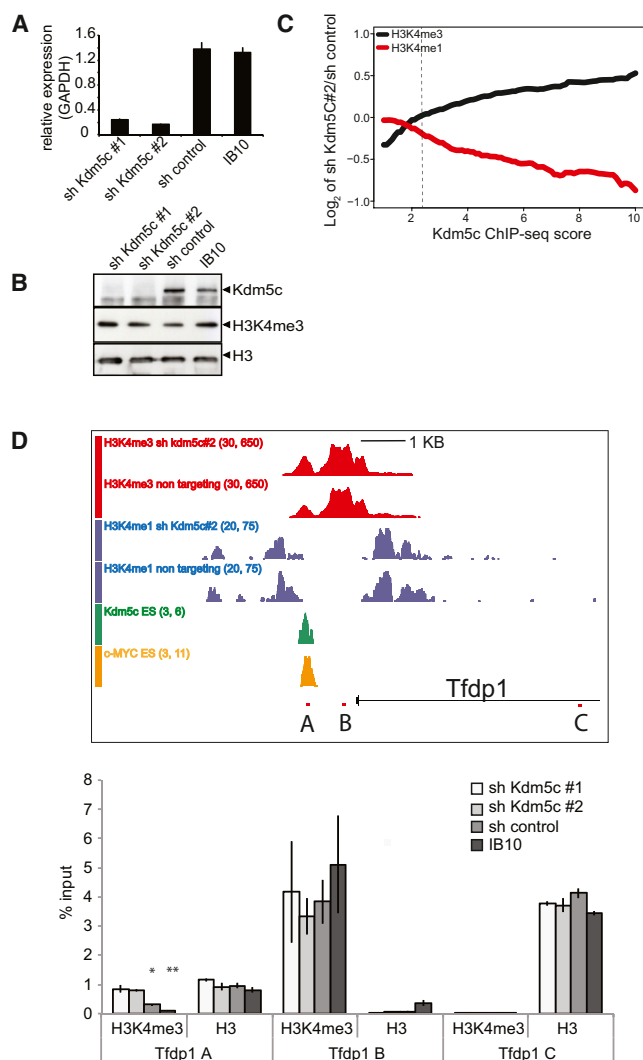 A
relative expression
(GAPDH)
1.6
1.2
0.8
0.4
0
sh Kdm5c #1
sh Kdm5c #2
sh control
IB10
C
H3K4me3
H3K4me1
Log2 of sh Kdm5C#2/sh control
1.0
0.5
0.0
−0.5
−1.0
2
4
6
8
10
Kdm5c ChIP-seq score
B
sh Kdm5c #1
sh Kdm5c #2
sh control
IB10
Kdm5c
H3K4me3
H3
D
H3K4me3 sh kdm5c#2 (30, 650)
1 KB
H3K4me3 non targeting (30, 650)
H3K4me1 sh Kdm5c#2 (20, 75)
H3K4me1 non targeting (20, 75)
Kdm5c ES (3, 6)
c-MYC ES (3, 11)
Tfdp1
A
B
C
% input
8
7
6
5
4
3
2
1
0
sh Kdm5c #1
sh Kdm5c #2
sh control
IB10
*
**
H3K4me3
H3
H3K4me3
H3
H3K4me3
H3
Tfdp1 A
Tfdp1 B
Tfdp1 C